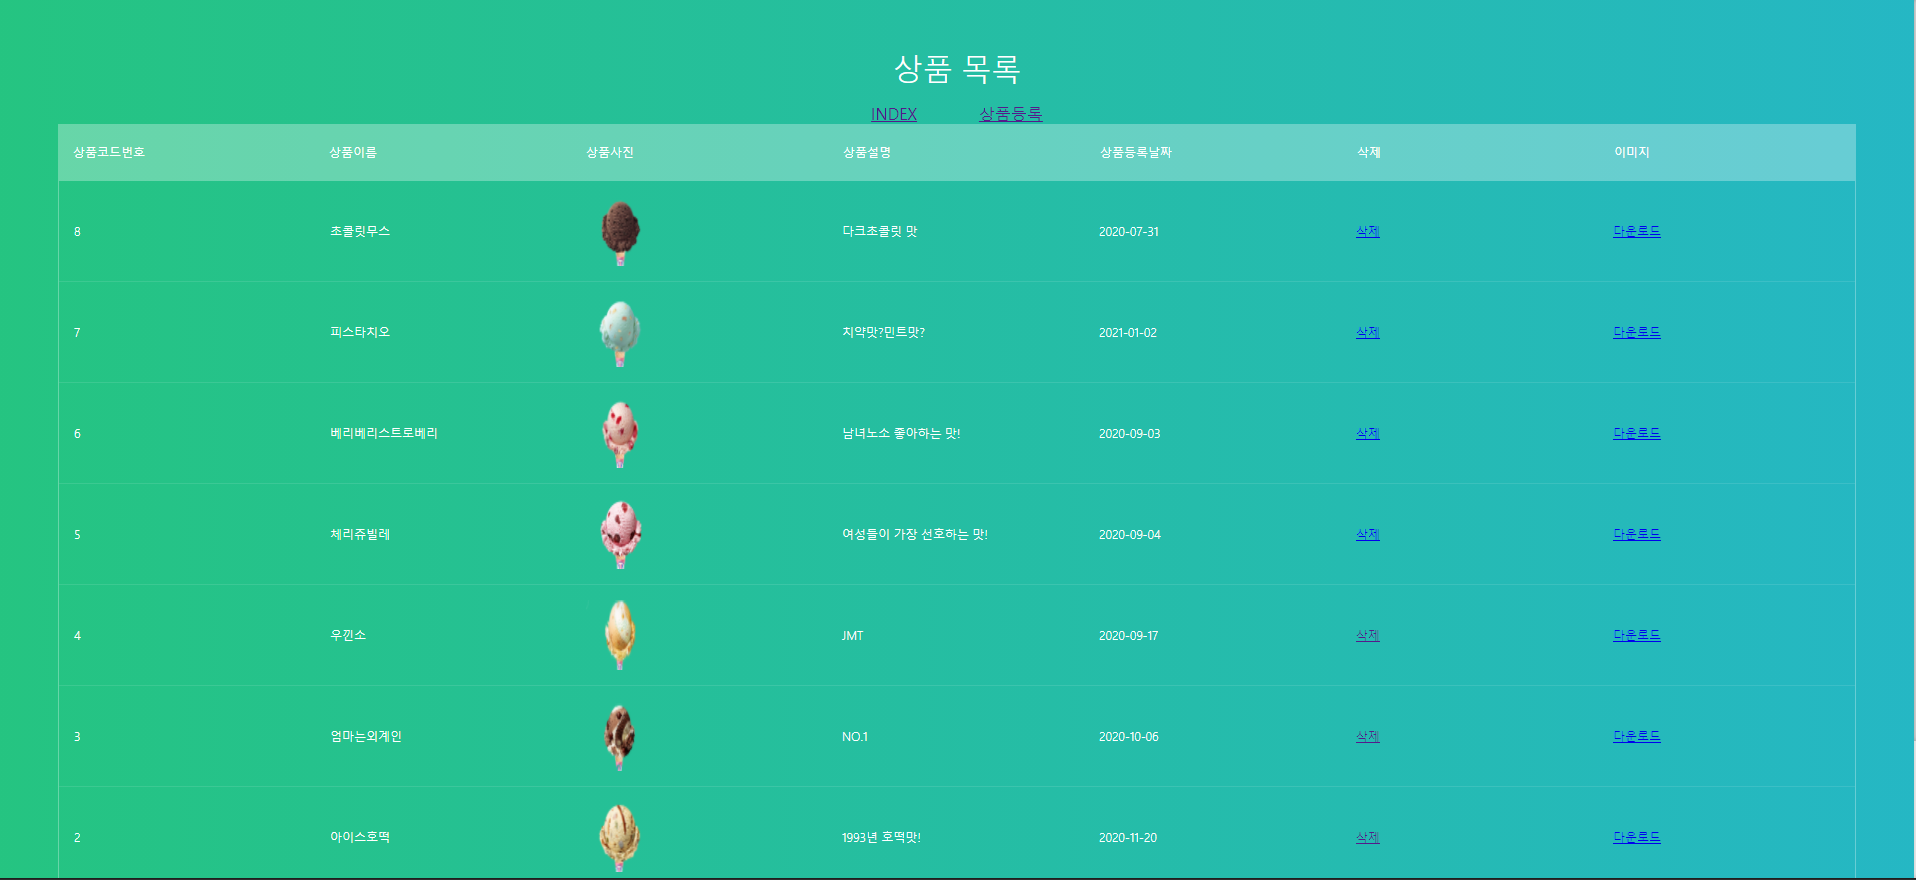 상품 목록
INDEX 상품등록
상품코드번호 상품이름 상품사진 상품설명 상품등록날짜 삭제 이미지
8 초콜릿무스 다크초콜릿 맛 2020-07-31 삭제 다운로드
7 피스타치오 치약맛?민트맛? 2021-01-02 삭제 다운로드
6 베리베리스트로베리 남녀노소 좋아하는 맛! 2020-09-03 삭제 다운로드
5 체리쥬빌레 여성들이 가장 선호하는 맛! 2020-09-04 삭제 다운로드
4 우낀소 JMT 2020-09-17 삭제 다운로드
3 엄마는외계인 NO.1 2020-10-06 삭제 다운로드
2 아이스호떡 1993년 호떡맛! 2020-11-20 삭제 다운로드